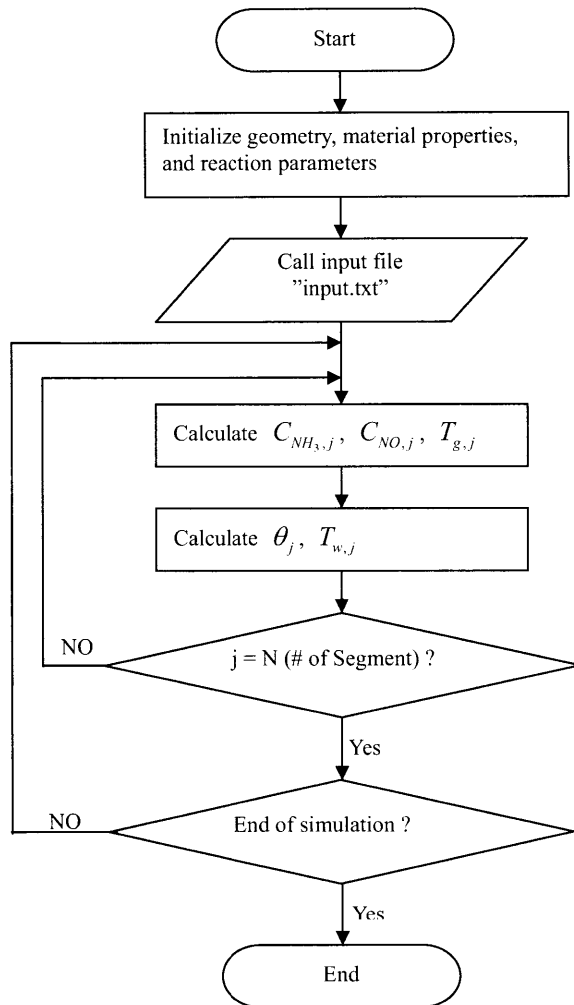 Start
Initialize geometry, material properties,
and reaction parameters
Call input file
”input.txt”
Calculate C_{NH_3,j}, C_{NO,j}, T_{g,j}
Calculate θ_j, T_{w,j}
NO
j = N (# of Segment) ?
Yes
NO
End of simulation ?
Yes
End